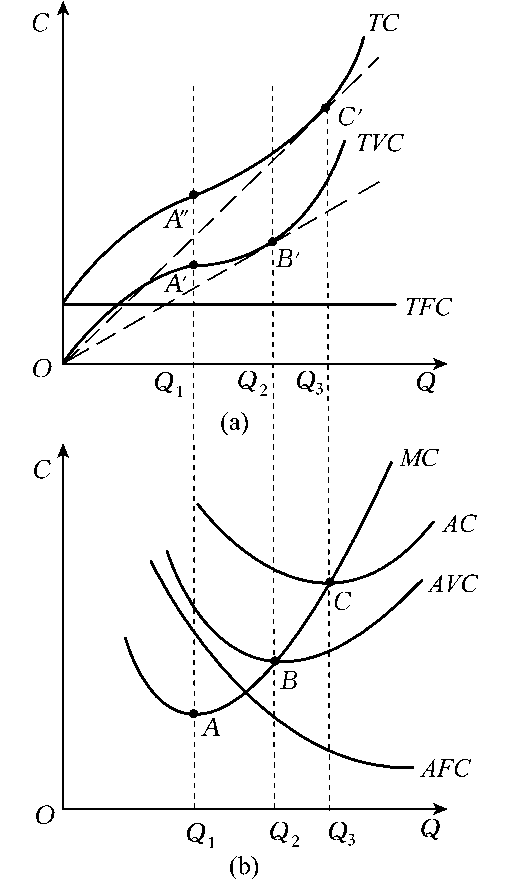 C
TC
C′
TVC
A″
A′
B′
TFC
O
Q₁
Q₂
Q₃
Q
(a)
C
MC
AC
AVC
C
B
A
AFC
O
Q₁
Q₂
Q₃
Q
(b)